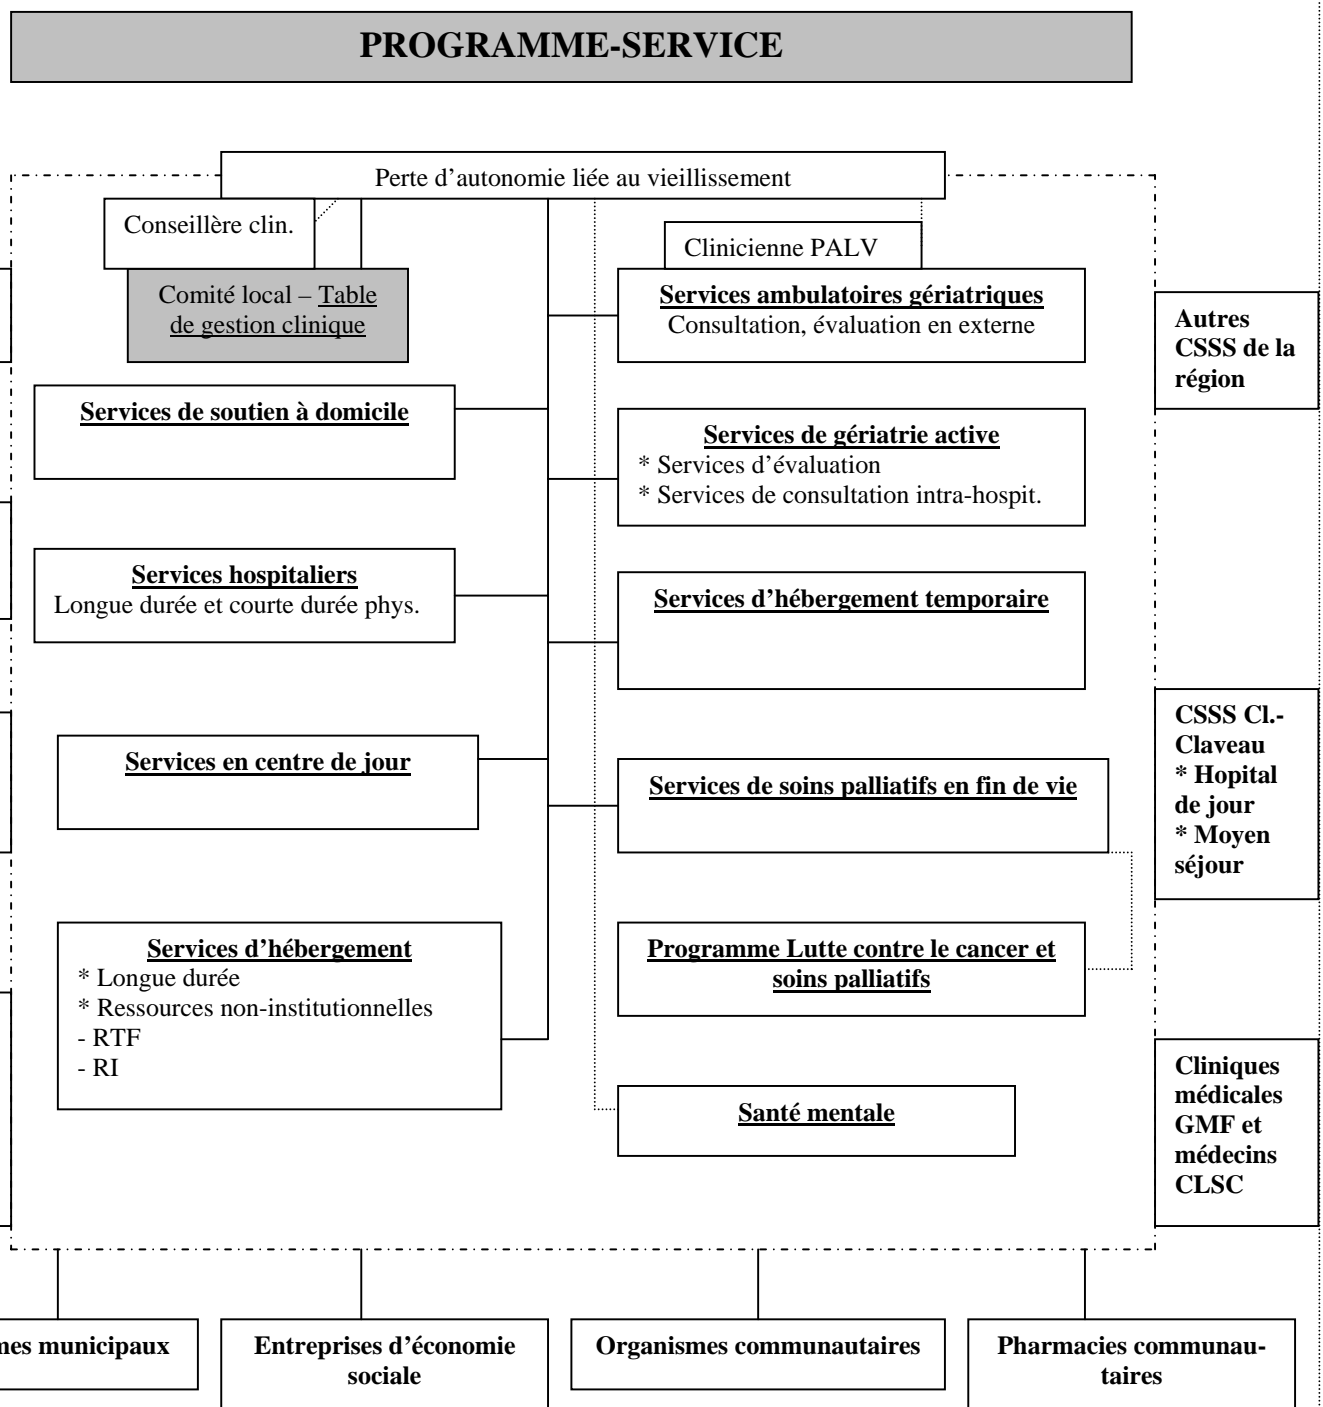 PROGRAMME-SERVICE
Perte d’autonomie liée au vieillissement
Conseillère clin.
Clinicienne PALV
Comité local – Table
de gestion clinique
Services ambulatoires gériatriques
Consultation, évaluation en externe
Autres
CSSS de la
région
Services de soutien à domicile
Services de gériatrie active
* Services d’évaluation
* Services de consultation intra-hospit.
Services hospitaliers
Longue durée et courte durée phys.
Services d’hébergement temporaire
Services en centre de jour
Services de soins palliatifs en fin de vie
CSSS Cl.-
Claveau
* Hopital
de jour
* Moyen
séjour
Services d’hébergement
* Longue durée
* Ressources non-institutionnelles
- RTF
- RI
Programme Lutte contre le cancer et
soins palliatifs
Santé mentale
Cliniques
médicales
GMF et
médecins
CLSC
municipaux
Entreprises d’économie
sociale
Organismes communautaires
Pharmacies communau-
taires